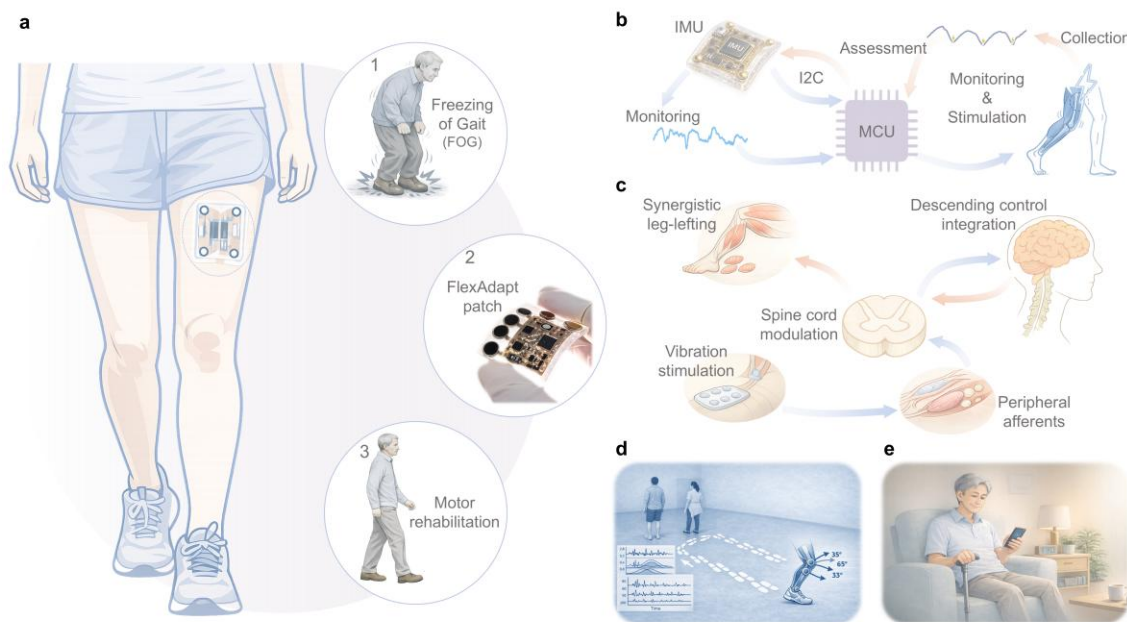 a
1
Freezing
of Gait
(FOG)
2
FlexAdapt
patch
3
Motor
rehabilitation
b
IMU
IMU
Assessment
Collection
I2C
Monitoring
&
Stimulation
Monitoring
MCU
c
Synergistic
leg-lefting
Descending control
integration
Spine cord
modulation
Vibration
stimulation
Peripheral
afferents
d
35°
65°
33°
Time
e